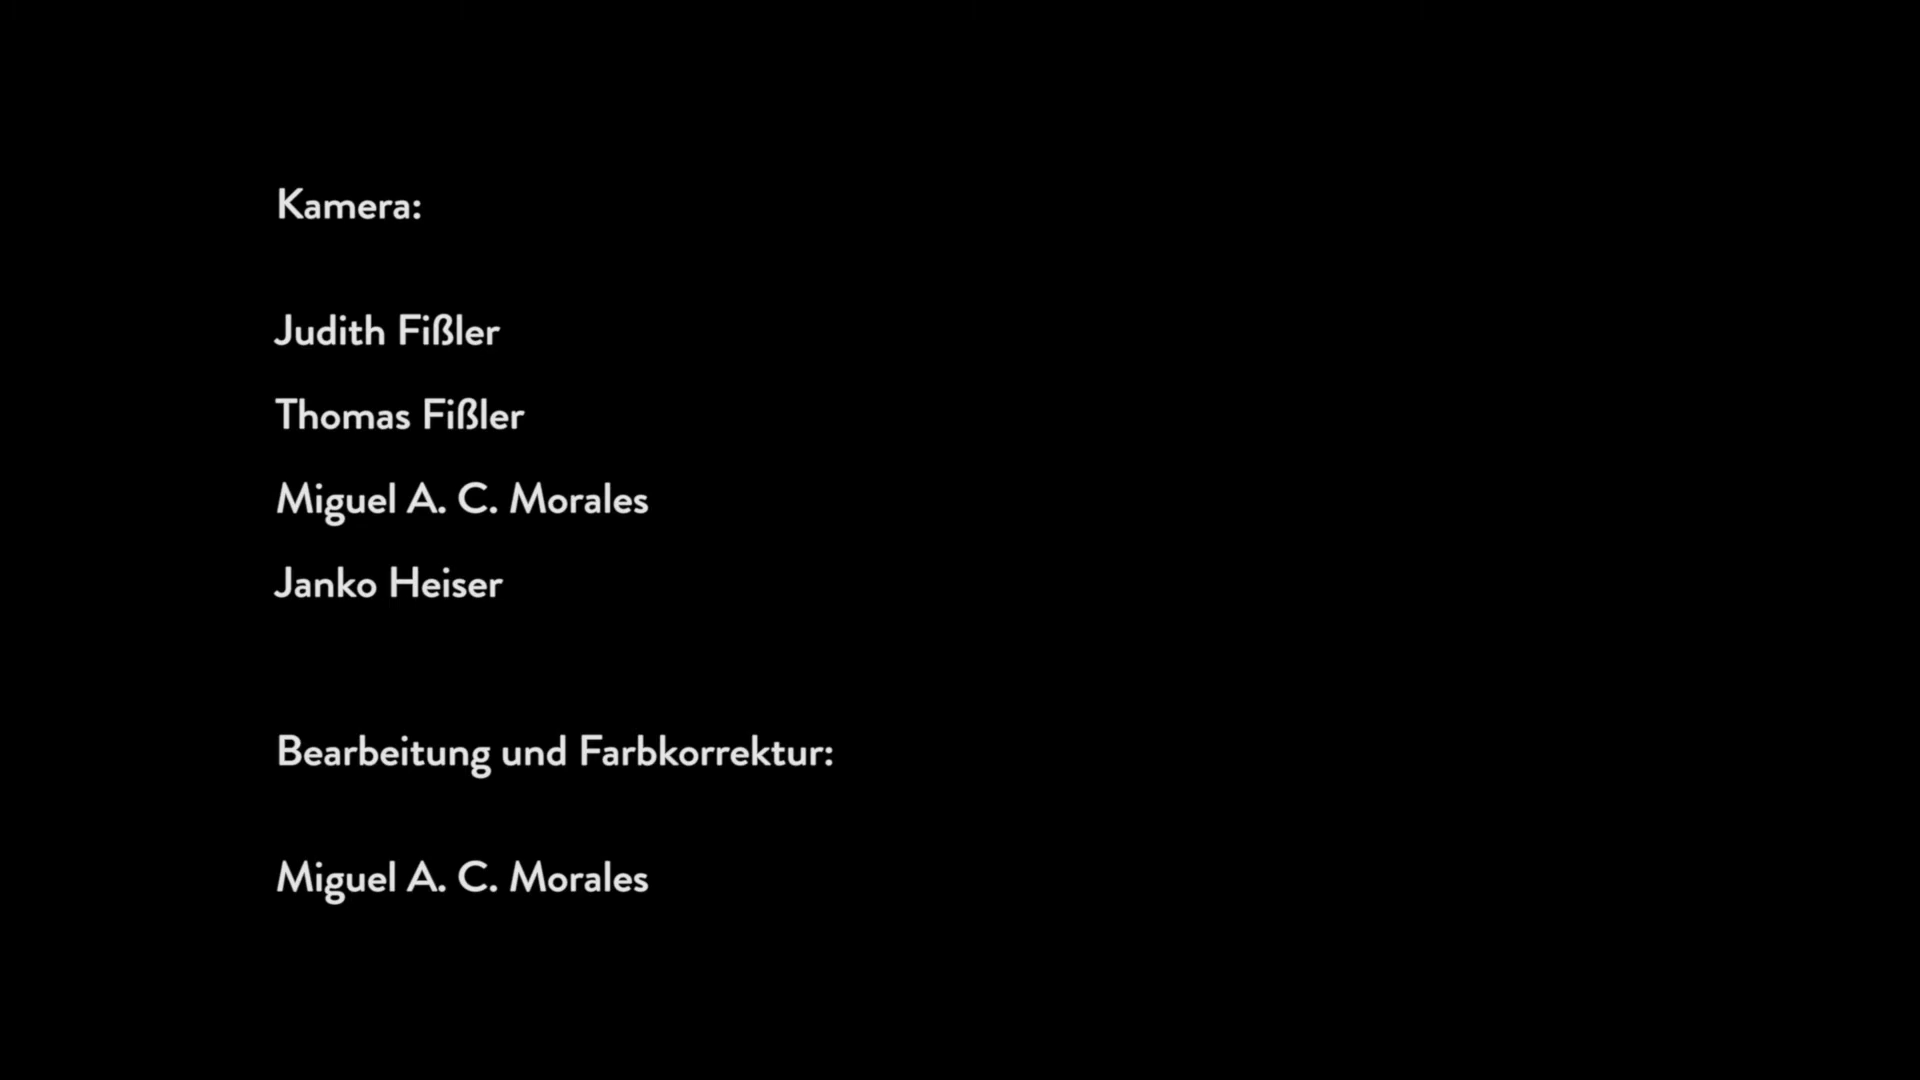 Kamera:
Judith Fißler
Thomas Fißler
Miguel A. C. Morales
Janko Heiser
Bearbeitung und Farbkorrektur:
Miguel A. C. Morales